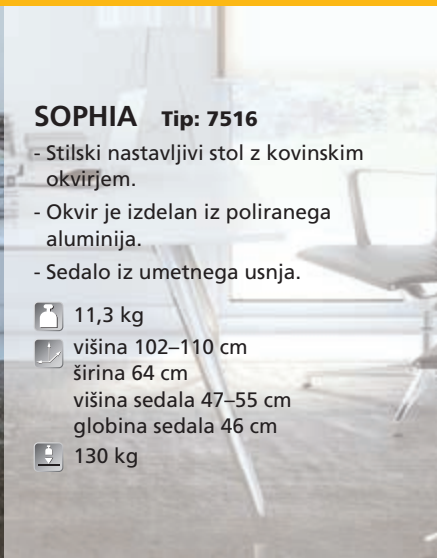 SOPHIA Tip: 7516
- Stilski nastavljivi stol z kovinskim
okvirjem.
- Okvir je izdelan iz poliranega
aluminija.
- Sedalo iz umetnega usnja.
11,3 kg
višina 102–110 cm
širina 64 cm
višina sedala 47–55 cm
globina sedala 46 cm
130 kg